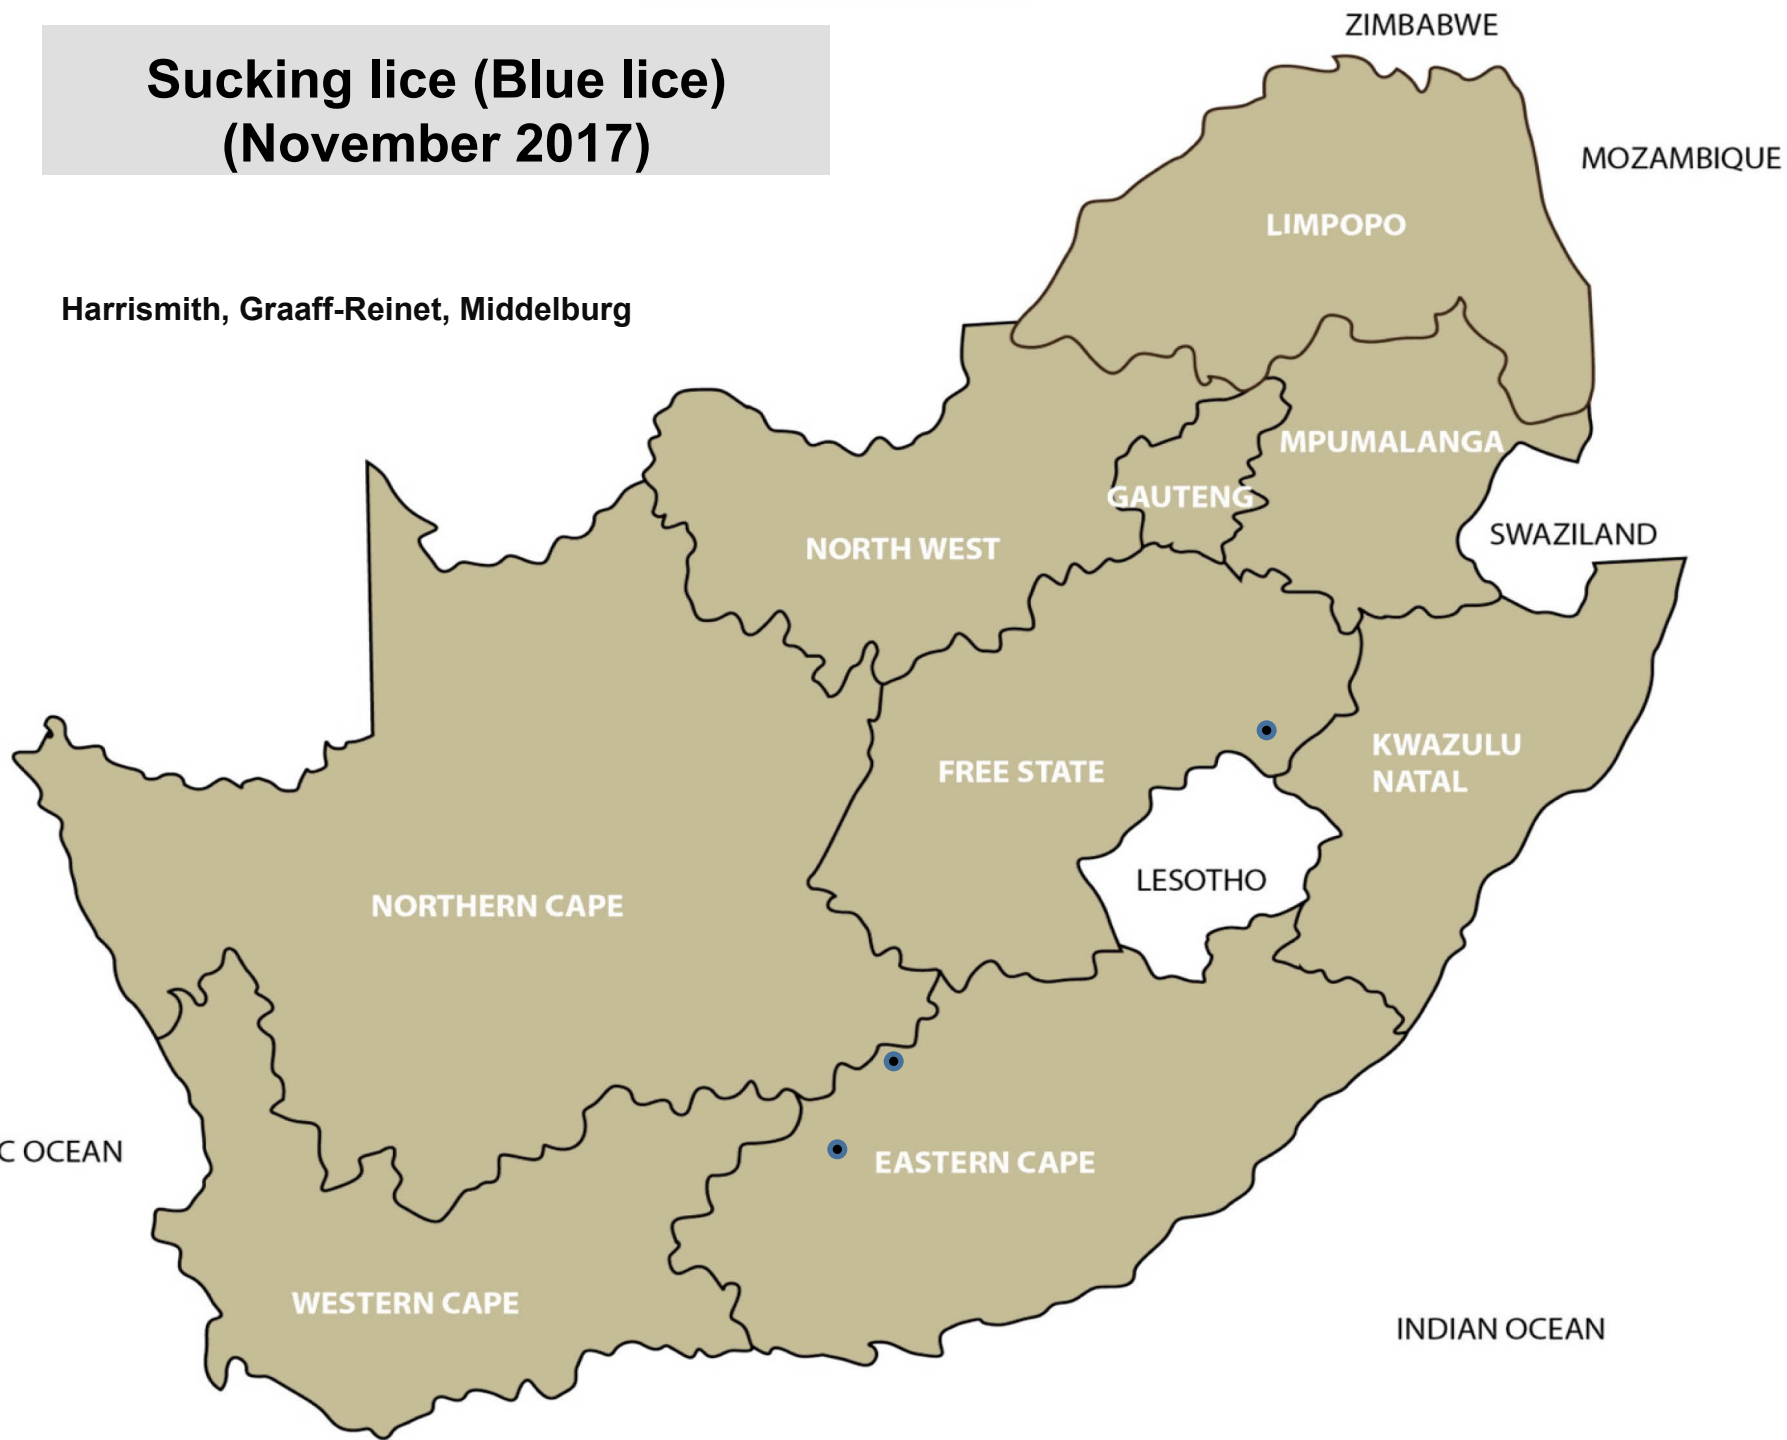 Sucking lice (Blue lice)
(November 2017)
Harrismith, Graaff-Reinet, Middelburg
ZIMBABWE
MOZAMBIQUE
LIMPOPO
MPUMALANGA
GAUTENG
SWAZILAND
NORTH WEST
KWAZULU
NATAL
FREE STATE
LESOTHO
NORTHERN CAPE
C OCEAN
EASTERN CAPE
WESTERN CAPE
INDIAN OCEAN